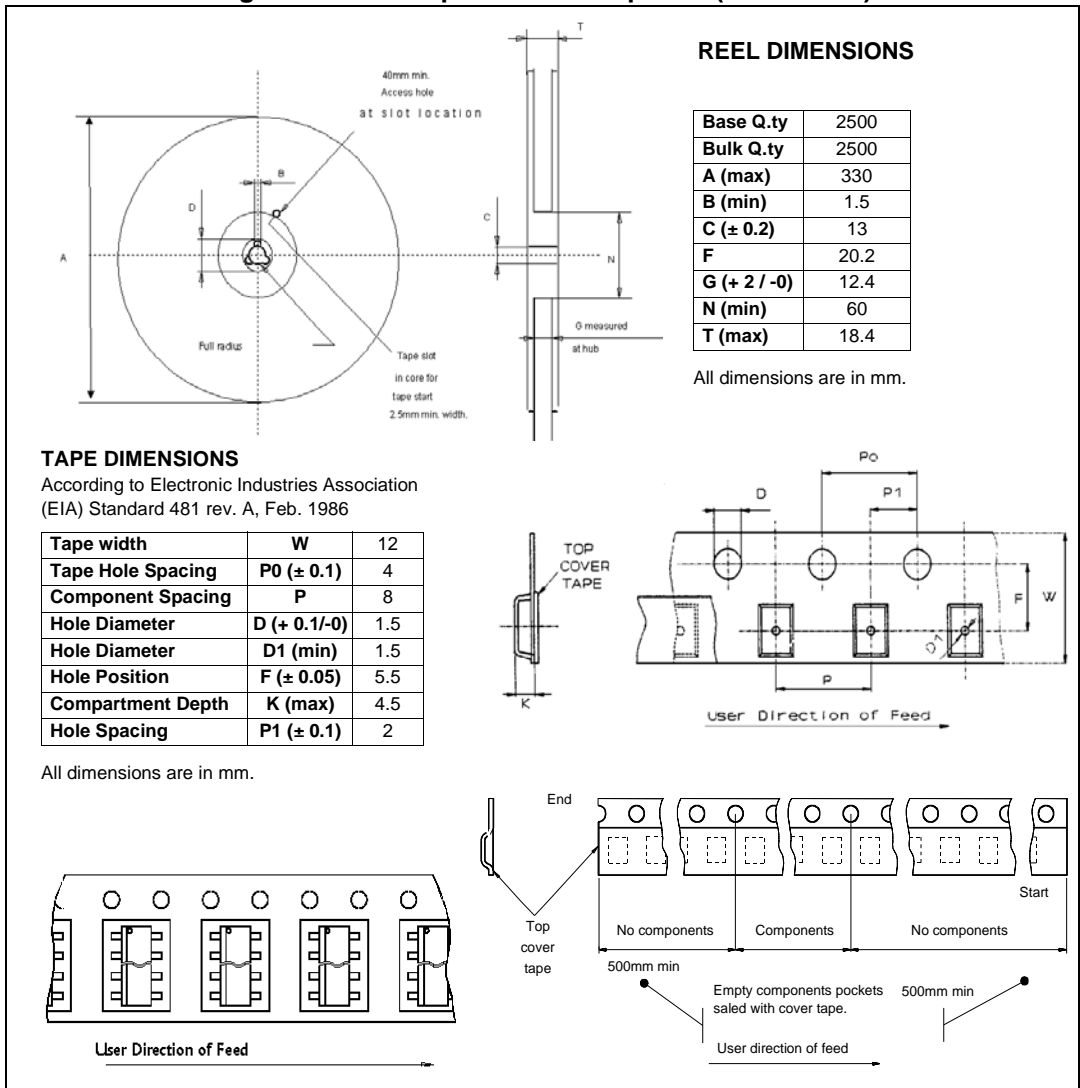 T
REEL DIMENSIONS
40mm min.
Access hole
at slot location
Base Q.ty 2500
Bulk Q.ty 2500
A (max) 330
B (min) 1.5
C (± 0.2) 13
F 20.2
G (+ 2 / -0) 12.4
N (min) 60
T (max) 18.4
All dimensions are in mm.
B
D
C
A
N
Full radius
Tape slot
in core for
tape start
2.5mm min. width.
G measured
at hub
TAPE DIMENSIONS
According to Electronic Industries Association
(EIA) Standard 481 rev. A, Feb. 1986
Tape width W 12
Tape Hole Spacing P0 (± 0.1) 4
Component Spacing P 8
Hole Diameter D (+ 0.1/-0) 1.5
Hole Diameter D1 (min) 1.5
Hole Position F (± 0.05) 5.5
Compartment Depth K (max) 4.5
Hole Spacing P1 (± 0.1) 2
All dimensions are in mm.
Po
D
P1
TOP
COVER
TAPE
F
W
K
P
User Direction of Feed
End
Start
Top
cover
tape
No components
Components
No components
500mm min
Empty components pockets
saled with cover tape.
500mm min
User direction of feed
User Direction of Feed